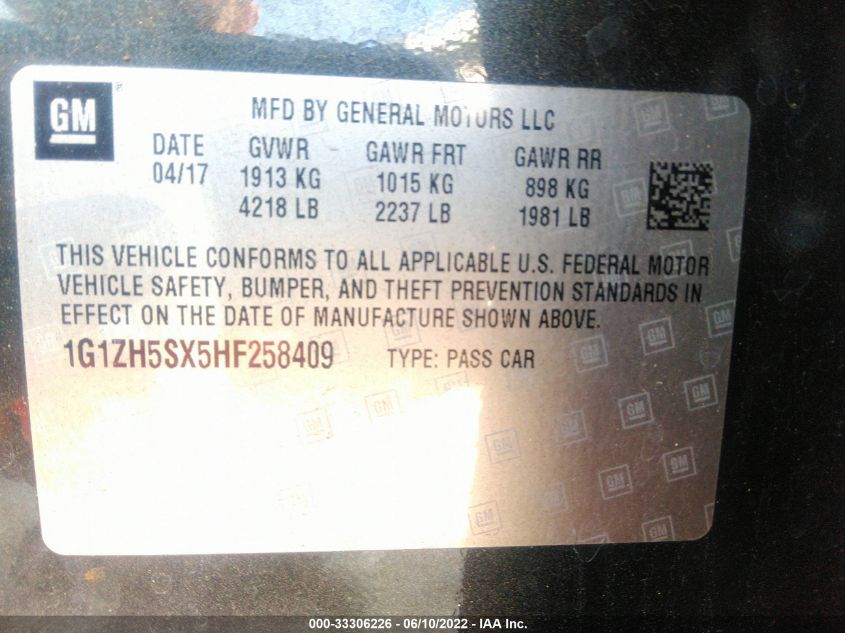 GM ®
MFD BY GENERAL MOTORS LLC
DATE GVWR GAWR FRT GAWR RR
04/17 1913 KG 1015 KG 898 KG
4218 LB 2237 LB 1981 LB
THIS VEHICLE CONFORMS TO ALL APPLICABLE U.S. FEDERAL MOTOR
VEHICLE SAFETY, BUMPER, AND THEFT PREVENTION STANDARDS IN
EFFECT ON THE DATE OF MANUFACTURE SHOWN ABOVE.
1G1ZH5SX5HF258409 TYPE: PASS CAR
000-33306226 - 06/10/2022 - IAA Inc.